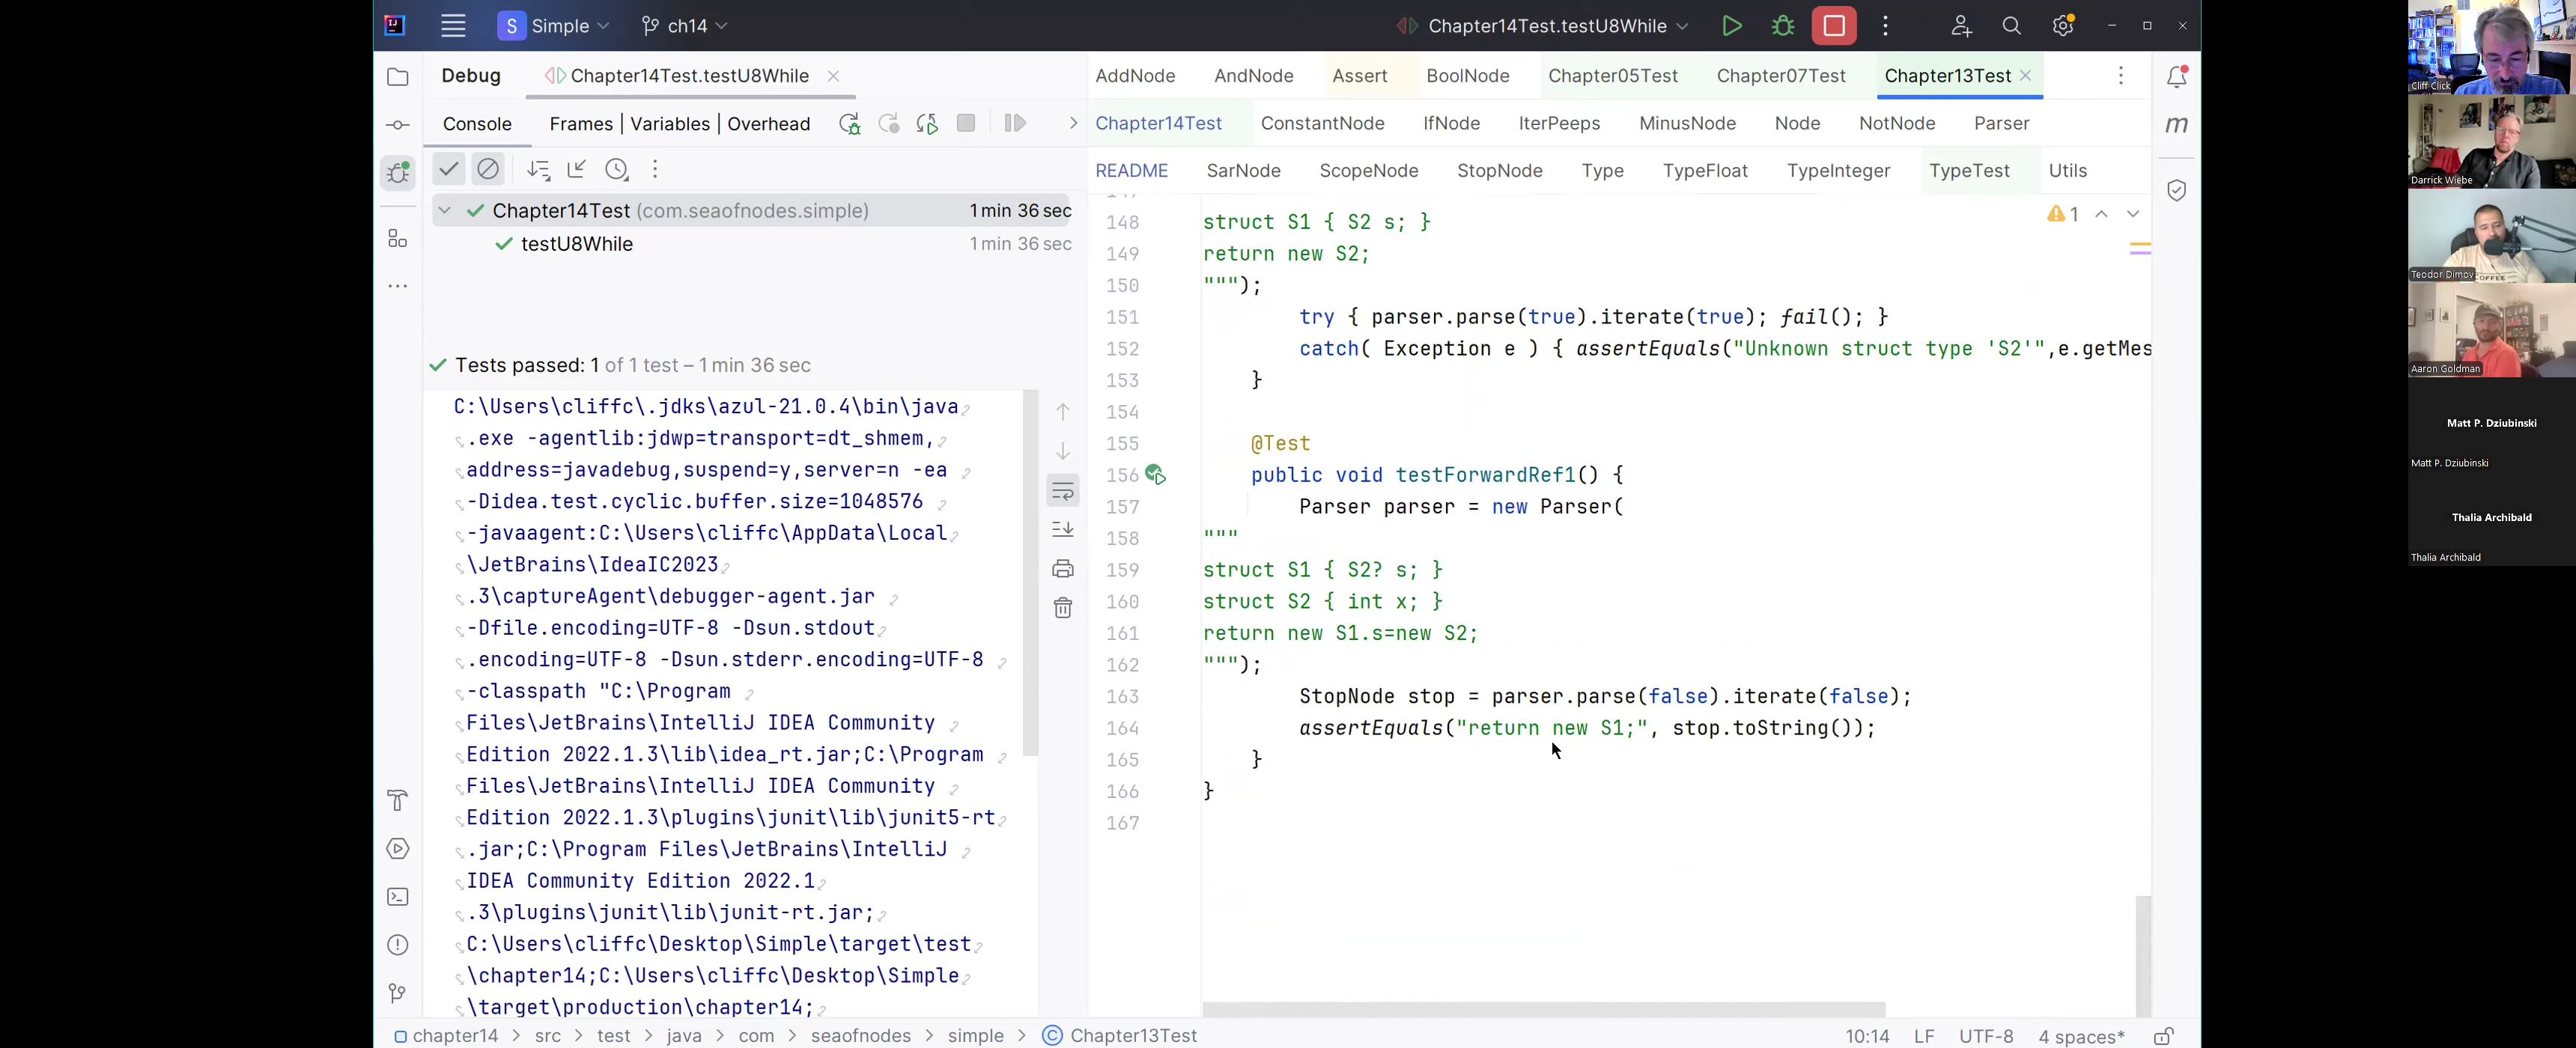 S Simple
ch14
Chapter14Test.testU8While
Debug
Chapter14Test.testU8While
Console
Frames | Variables | Overhead
Chapter14Test (com.seaofnodes.simple) 1 min 36 sec
testU8While 1 min 36 sec
Tests passed: 1 of 1 test – 1 min 36 sec
C:\Users\cliffc\.jdks\azul-21.0.4\bin\java
.exe -agentlib:jdwp=transport=dt_shmem,
address=javadebug,suspend=y,server=n -ea
-Didea.test.cyclic.buffer.size=1048576
-javaagent:C:\Users\cliffc\AppData\Local
\JetBrains\IdeaIC2023
.3\captureAgent\debugger-agent.jar
-Dfile.encoding=UTF-8 -Dsun.stdout
.encoding=UTF-8 -Dsun.stderr.encoding=UTF-8
-classpath "C:\Program
Files\JetBrains\IntelliJ IDEA Community
Edition 2022.1.3\lib\idea_rt.jar;C:\Program
Files\JetBrains\IntelliJ IDEA Community
Edition 2022.1.3\plugins\junit\lib\junit5-rt
.jar;C:\Program Files\JetBrains\IntelliJ
IDEA Community Edition 2022.1
.3\plugins\junit\lib\junit-rt.jar;
C:\Users\cliffc\Desktop\Simple\target\test
\chapter14;C:\Users\cliffc\Desktop\Simple
\target\production\chapter14;
AddNode AndNode Assert BoolNode Chapter05Test Chapter07Test Chapter13Test
Chapter14Test ConstantNode IfNode IterPeeps MinusNode Node NotNode Parser
README SarNode ScopeNode StopNode Type TypeFloat TypeInteger TypeTest Utils
1
148 struct S1 { S2 s; }
149 return new S2;
150 """);
151 try { parser.parse(true).iterate(true); fail(); }
152 catch( Exception e ) { assertEquals("Unknown struct type 'S2'",e.getMes
153 }
154
155 @Test
156 public void testForwardRef1() {
157 Parser parser = new Parser(
158 """
159 struct S1 { S2? s; }
160 struct S2 { int x; }
161 return new S1.s=new S2;
162 """);
163 StopNode stop = parser.parse(false).iterate(false);
164 assertEquals("return new S1;", stop.toString());
165 }
166 }
167
chapter14 > src > test > java > com > seaofnodes > simple > Chapter13Test
10:14 LF UTF-8 4 spaces*
m
Cliff Click
Darrick Wiebe
Teodor Dimov
COFFEE
Aaron Goldman
Matt P. Dziubinski
Matt P. Dziubinski
Thalia Archibald
Thalia Archibald